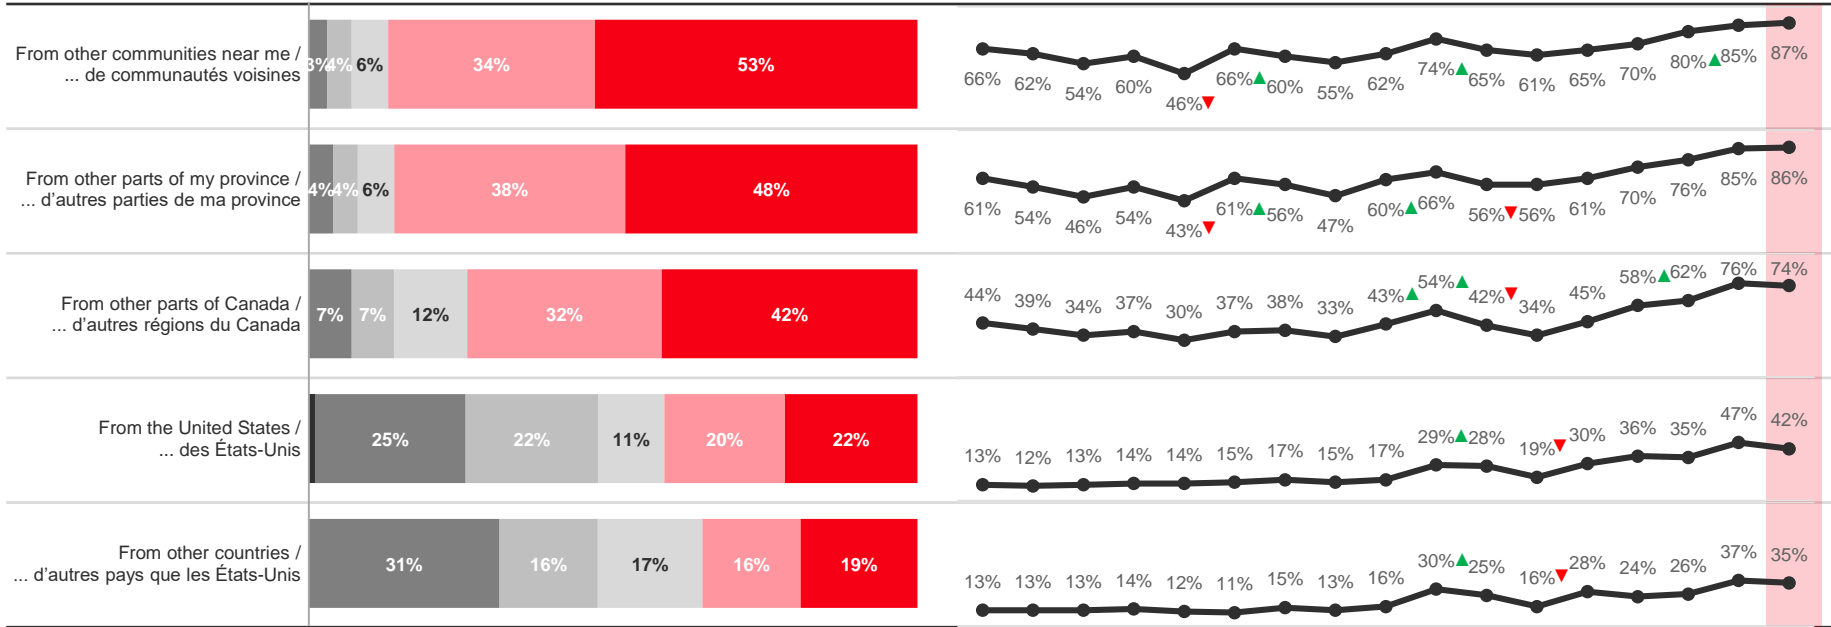 From other communities near me /
... de communautés voisines
3% 4% 6% 34% 53%
66% 62% 54% 60% 46%▼ 66%▲ 60% 55% 62% 74%▲ 65% 61% 65% 70% 80%▲ 85% 87%
From other parts of my province /
... d'autres parties de ma province
4% 4% 6% 38% 48%
61% 54% 46% 54% 43%▼ 61%▲ 56% 47% 60%▲ 66% 56%▼ 56% 61% 70% 76% 85% 86%
From other parts of Canada /
... d'autres régions du Canada
7% 7% 12% 32% 42%
44% 39% 34% 37% 30% 37% 38% 33% 43%▲ 54%▲ 42%▼ 34% 45% 58%▲ 62% 76% 74%
From the United States /
... des États-Unis
25% 22% 11% 20% 22%
13% 12% 13% 14% 14% 15% 17% 15% 17% 29%▲ 28% 19%▼ 30% 36% 35% 47% 42%
From other countries /
... d'autres pays que les États-Unis
31% 16% 17% 16% 19%
13% 13% 13% 14% 12% 11% 15% 13% 16% 30%▲ 25% 16%▼ 28% 24% 26% 37% 35%